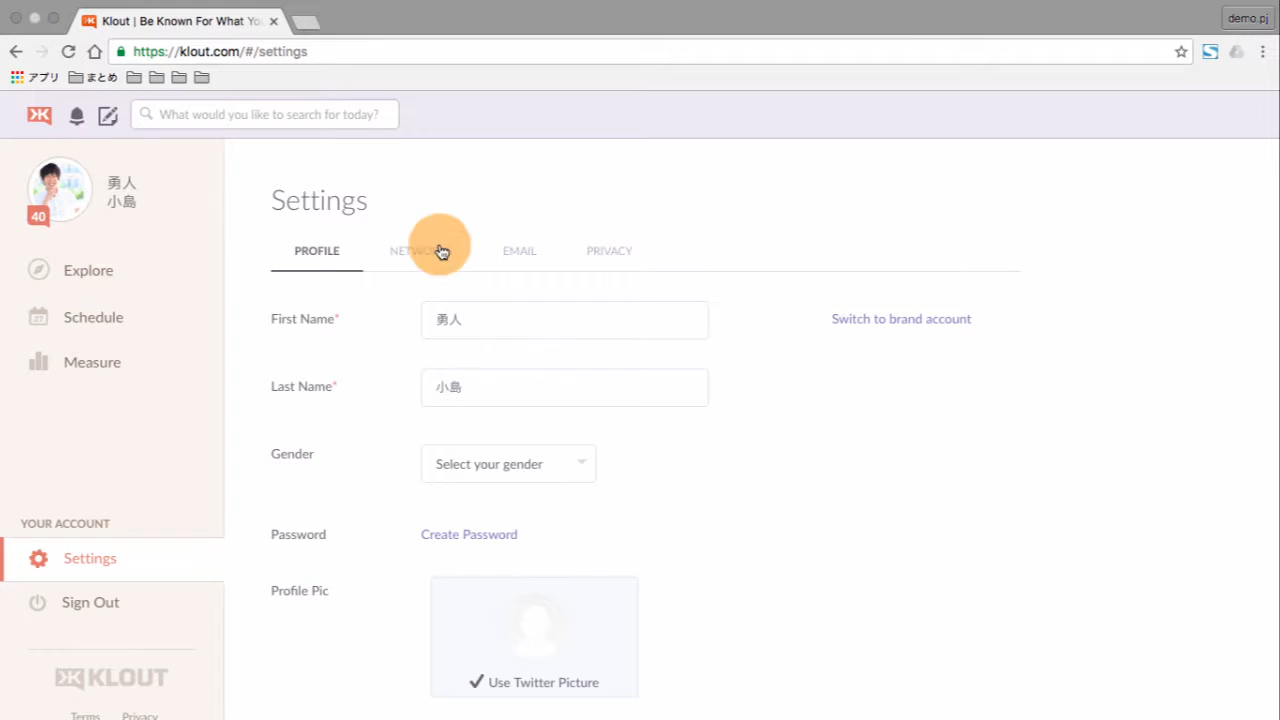 Klout | Be Known For What Yo
demo.pj
https://klout.com/#/settings
アプリ まとめ
What would you like to search for today?
勇人
小島
40
Explore
27
Schedule
Measure
YOUR ACCOUNT
Settings
Sign Out
KLOUT
Terms Privacy
Settings
PROFILE EMAIL PRIVACY
First Name* 勇人 Switch to brand account
Last Name* 小島
Gender Select your gender
Password Create Password
Profile Pic
✔ Use Twitter Picture